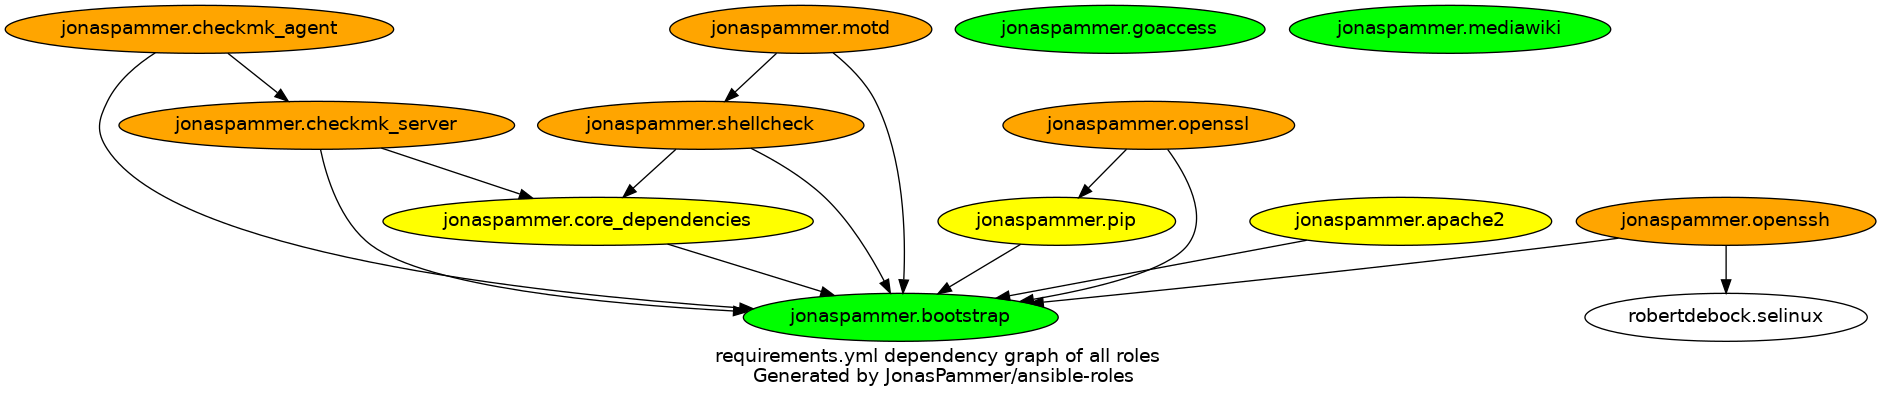 jonaspammer.checkmk_agent
jonaspammer.motd
jonaspammer.goaccess
jonaspammer.mediawiki
jonaspammer.checkmk_server
jonaspammer.shellcheck
jonaspammer.openssl
jonaspammer.core_dependencies
jonaspammer.pip
jonaspammer.apache2
jonaspammer.openssh
jonaspammer.bootstrap
robertdebock.selinux
requirements.yml dependency graph of all roles
Generated by JonasPammer/ansible-roles